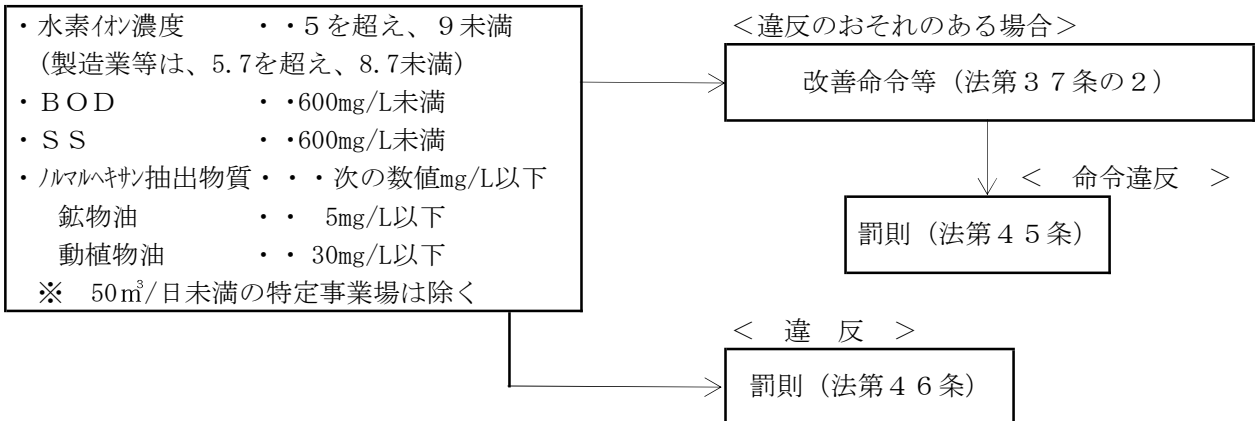 ・水素ｲｵﾝ濃度　　・・５を超え、９未満
(製造業等は、5.7を超え、8.7未満)
・ＢＯＤ　　　・・600mg/L未満
・ＳＳ　　　　・・600mg/L未満
・ﾉﾙﾏﾙﾍｷｻﾝ抽出物質・・・次の数値mg/L以下
鉱物油　　　・・　5mg/L以下
動植物油　　・・ 30mg/L以下
※　50㎥/日未満の特定事業場は除く
＜違反のおそれのある場合＞
改善命令等（法第３７条の２）
＜　命令違反　＞
罰則（法第４５条）
＜　違　反　＞
罰則（法第４６条）